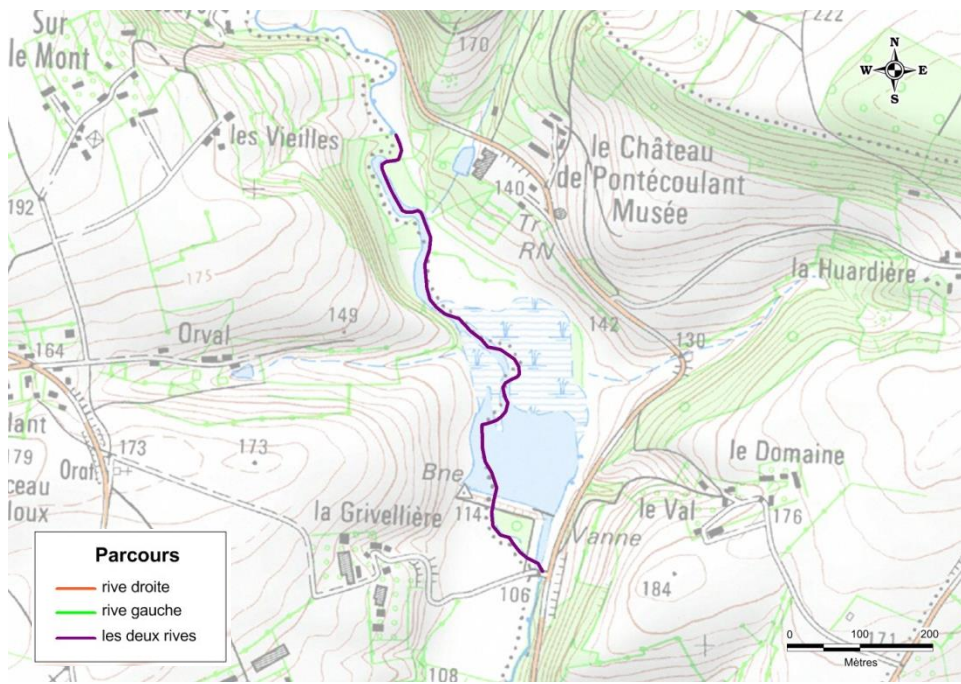 Sur
le Mont
170
222
N
W E
S
les Vieilles
le Château
de Pontécoulant
Musée
140
Tr
RN
192
175
la Huardière
149
142
Orval
130
164
lant
179
173
173
Orat
ceau
loux
Bne
le Domaine
la Grivellière
114
le Val
176
Vanne
184
106
108
171
Parcours
rive droite
rive gauche
les deux rives
0 100 200
Mètres